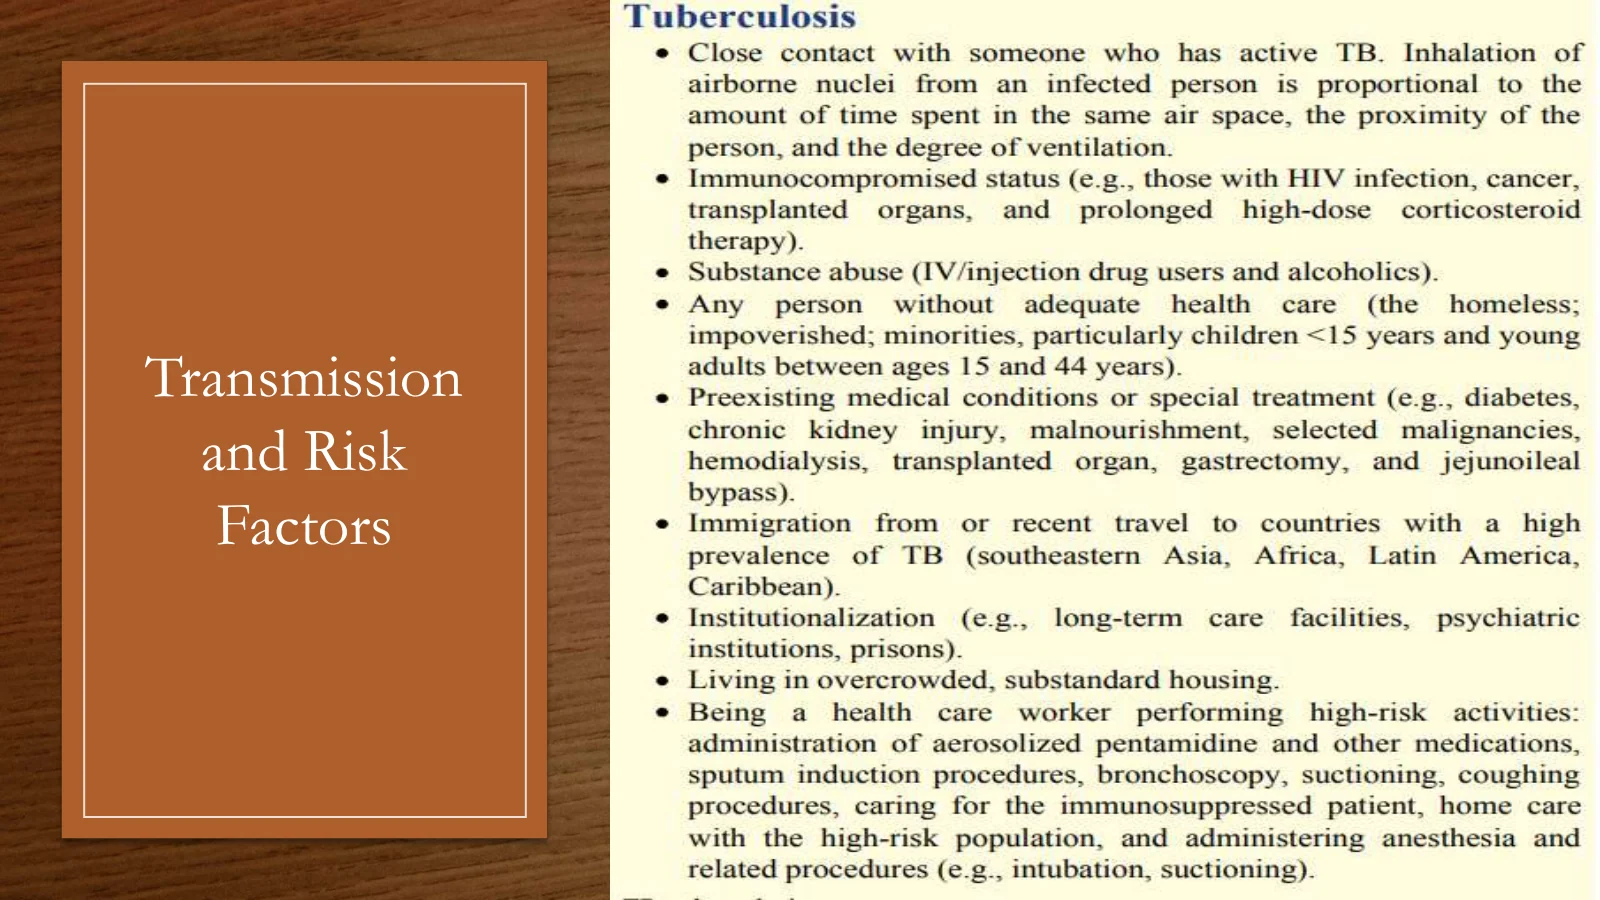 Transmission
and Risk
Factors
Tuberculosis
• Close contact with someone who has active TB. Inhalation of
airborne nuclei from an infected person is proportional to the
amount of time spent in the same air space, the proximity of the
person, and the degree of ventilation.
• Immunocompromised status (e.g., those with HIV infection, cancer,
transplanted organs, and prolonged high-dose corticosteroid
therapy).
• Substance abuse (IV/injection drug users and alcoholics).
• Any person without adequate health care (the homeless;
impoverished; minorities, particularly children <15 years and young
adults between ages 15 and 44 years).
• Preexisting medical conditions or special treatment (e.g., diabetes,
chronic kidney injury, malnourishment, selected malignancies,
hemodialysis, transplanted organ, gastrectomy, and jejunoileal
bypass).
• Immigration from or recent travel to countries with a high
prevalence of TB (southeastern Asia, Africa, Latin America,
Caribbean).
• Institutionalization (e.g., long-term care facilities, psychiatric
institutions, prisons).
• Living in overcrowded, substandard housing.
• Being a health care worker performing high-risk activities:
administration of aerosolized pentamidine and other medications,
sputum induction procedures, bronchoscopy, suctioning, coughing
procedures, caring for the immunosuppressed patient, home care
with the high-risk population, and administering anesthesia and
related procedures (e.g., intubation, suctioning).